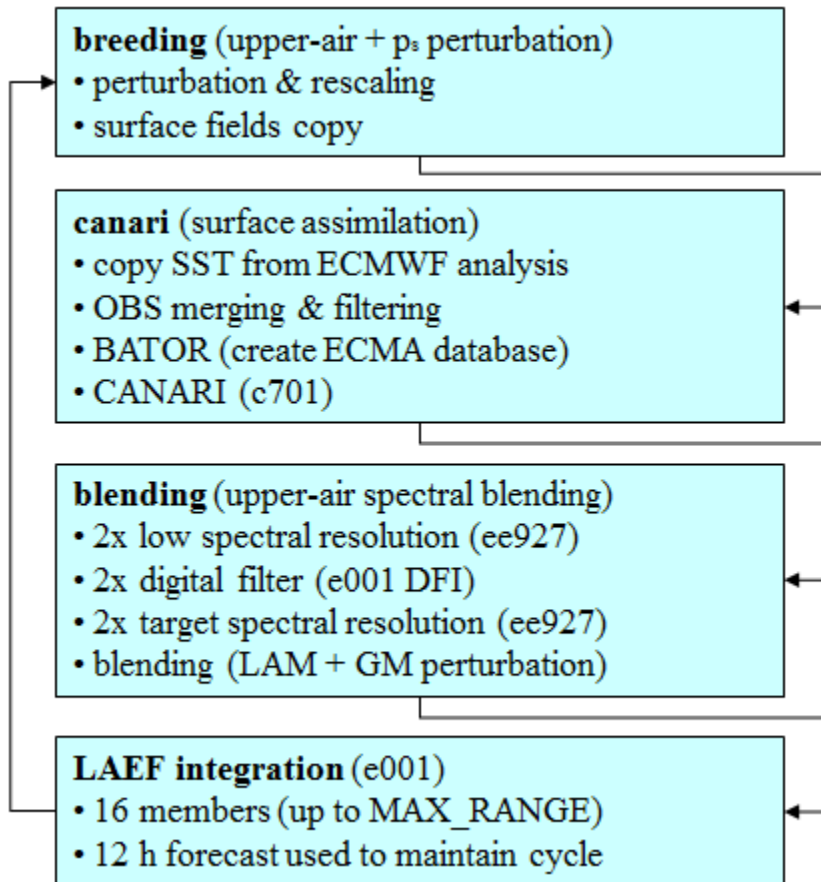 breeding (upper-air + ps perturbation)
• perturbation & rescaling
• surface fields copy
canari (surface assimilation)
• copy SST from ECMWF analysis
• OBS merging & filtering
• BATOR (create ECMA database)
• CANARI (c701)
blending (upper-air spectral blending)
• 2x low spectral resolution (ee927)
• 2x digital filter (e001 DFI)
• 2x target spectral resolution (ee927)
• blending (LAM + GM perturbation)
LAEF integration (e001)
• 16 members (up to MAX_RANGE)
• 12 h forecast used to maintain cycle